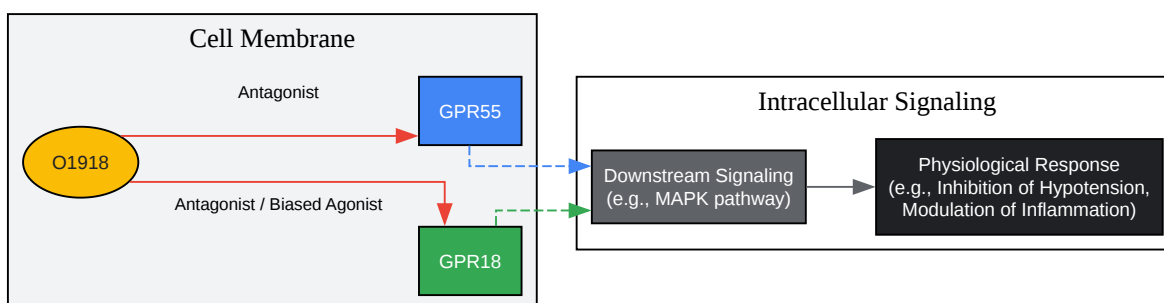 Cell Membrane
Antagonist
GPR55
O1918
Antagonist / Biased Agonist
GPR18
Intracellular Signaling
Downstream Signaling
(e.g., MAPK pathway)
Physiological Response
(e.g., Inhibition of Hypotension,
Modulation of Inflammation)